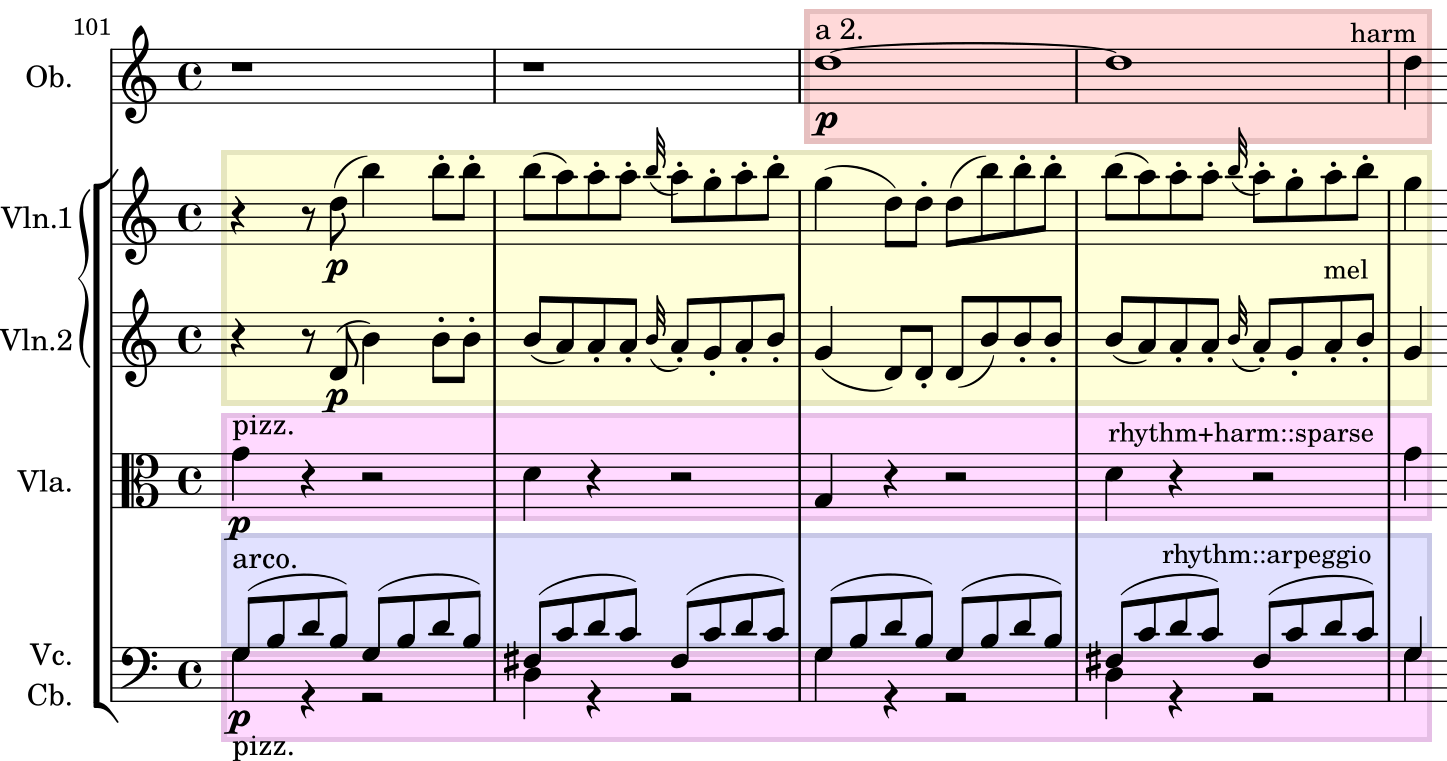 101
a 2.
harm
Ob.
p
Vln.1
p
mel
Vln.2
p
pizz.
rhythm+harm::sparse
Vla.
p
arco.
rhythm::arpeggio
Vc.
Cb.
p
pizz.